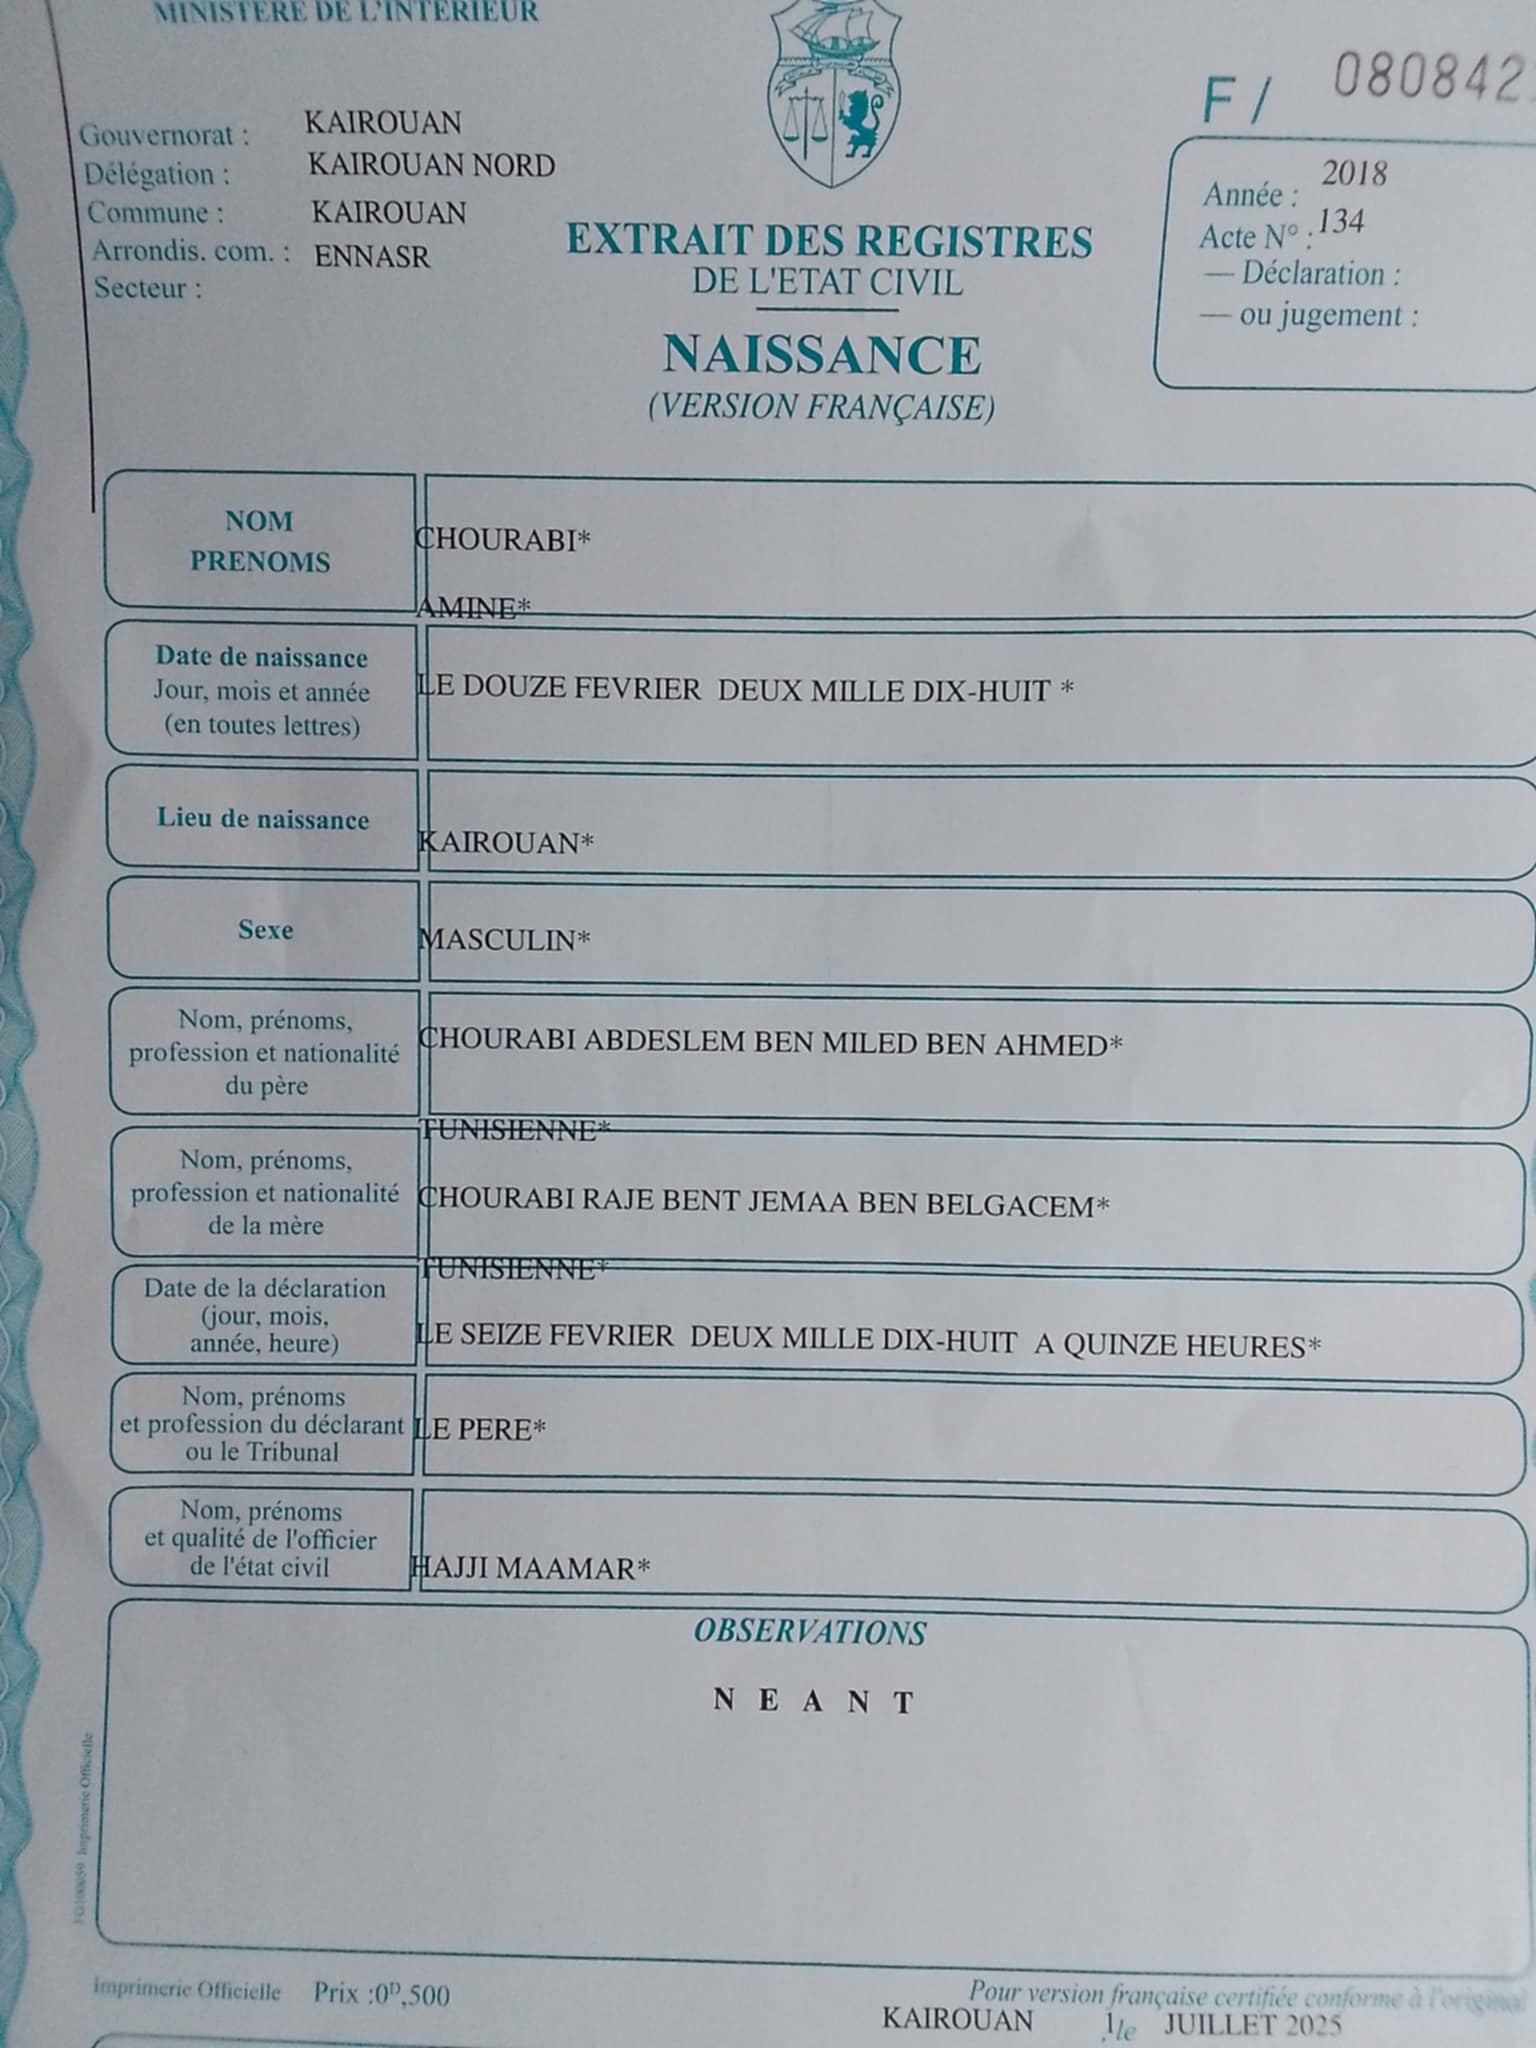 MINISTERE DE L'INTERIEUR
F / 080842
Gouvernorat : KAIROUAN
Délégation : KAIROUAN NORD
Commune : KAIROUAN
Arrondis. com. : ENNASR
Secteur :
EXTRAIT DES REGISTRES
DE L'ETAT CIVIL
NAISSANCE
(VERSION FRANÇAISE)
Année : 2018
Acte N° : 134
— Déclaration :
— ou jugement :
NOM
PRENOMS
CHOURABI*
AMINE*
Date de naissance
Jour, mois et année
(en toutes lettres)
LE DOUZE FEVRIER DEUX MILLE DIX-HUIT *
Lieu de naissance
KAIROUAN*
Sexe
MASCULIN*
Nom, prénoms,
profession et nationalité
du père
CHOURABI ABDESLEM BEN MILED BEN AHMED*
TUNISIENNE*
Nom, prénoms,
profession et nationalité
de la mère
CHOURABI RAJE BENT JEMAA BEN BELGACEM*
TUNISIENNE*
Date de la déclaration
(jour, mois,
année, heure)
LE SEIZE FEVRIER DEUX MILLE DIX-HUIT A QUINZE HEURES*
Nom, prénoms
et profession du déclarant
ou le Tribunal
LE PERE*
Nom, prénoms
et qualité de l'officier
de l'état civil
HAJJI MAAMAR*
OBSERVATIONS
N E A N T
Imprimerie Officielle
Imprimerie Officielle Prix :0ᴰ,500
Pour version française certifiée conforme à l'original
KAIROUAN 1 le JUILLET 2025